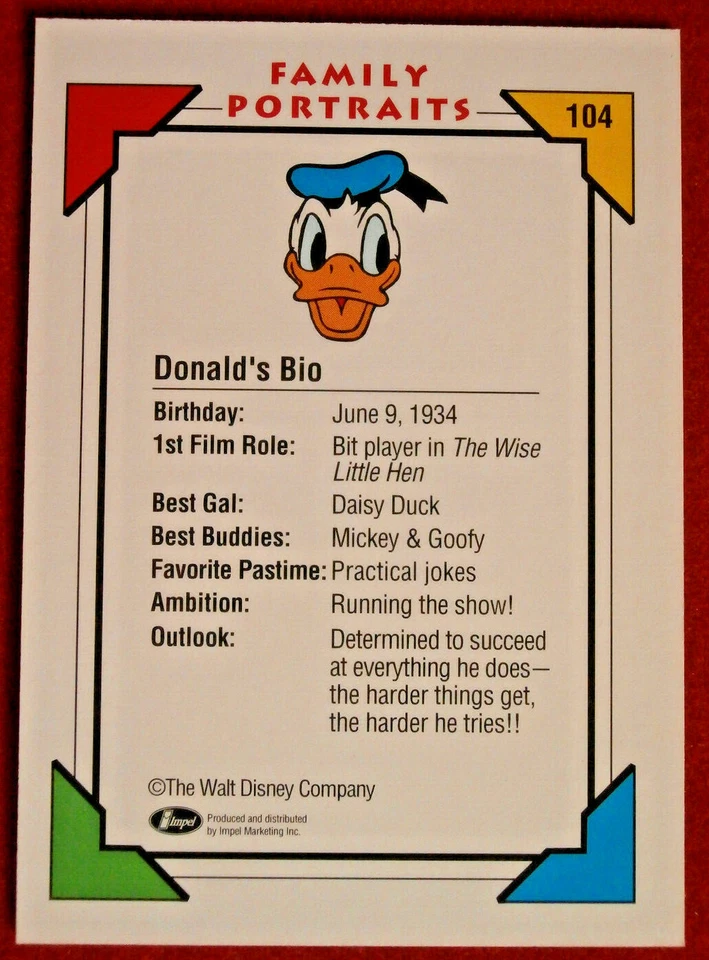 FAMILY
PORTRAITS
104
Donald's Bio
Birthday: June 9, 1934
1st Film Role: Bit player in The Wise
Little Hen
Best Gal: Daisy Duck
Best Buddies: Mickey & Goofy
Favorite Pastime: Practical jokes
Ambition: Running the show!
Outlook: Determined to succeed
at everything he does—
the harder things get,
the harder he tries!!
©The Walt Disney Company
Impel Produced and distributed
by Impel Marketing Inc.